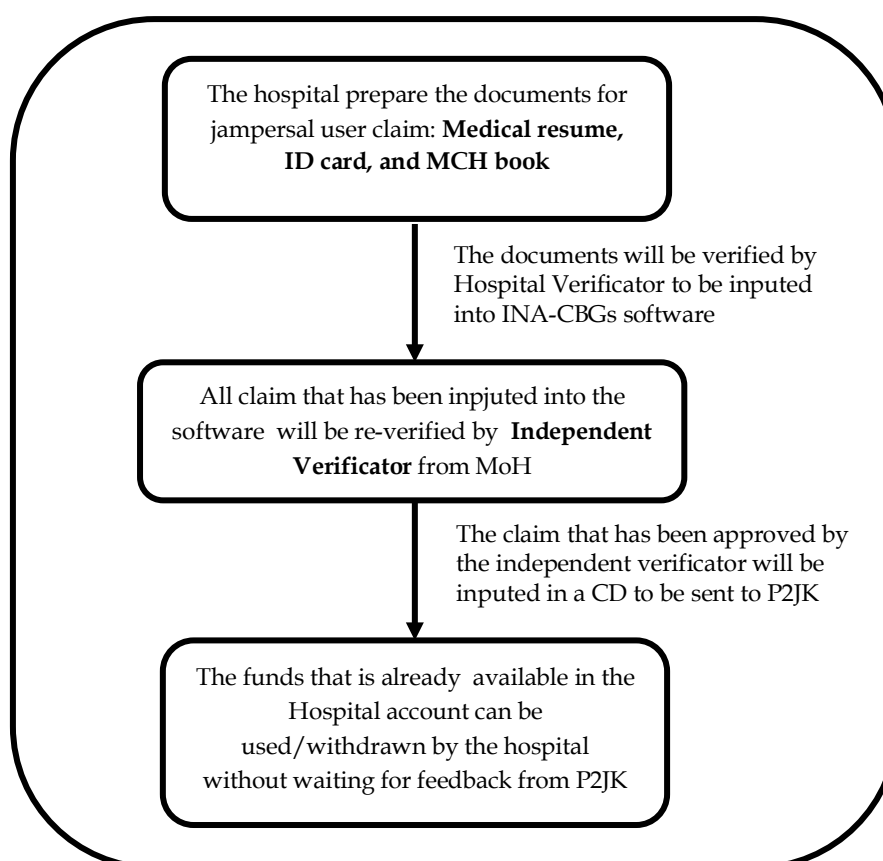 The hospital prepare the documents for
jampersal user claim: Medical resume,
ID card, and MCH book
The documents will be verified by
Hospital Verificator to be inputed
into INA-CBGs software
All claim that has been inpjuted into the
software will be re-verified by Independent
Verificator from MoH
The claim that has been approved by
the independent verificator will be
inputed in a CD to be sent to P2JK
The funds that is already available in the
Hospital account can be
used/withdrawn by the hospital
without waiting for feedback from P2JK